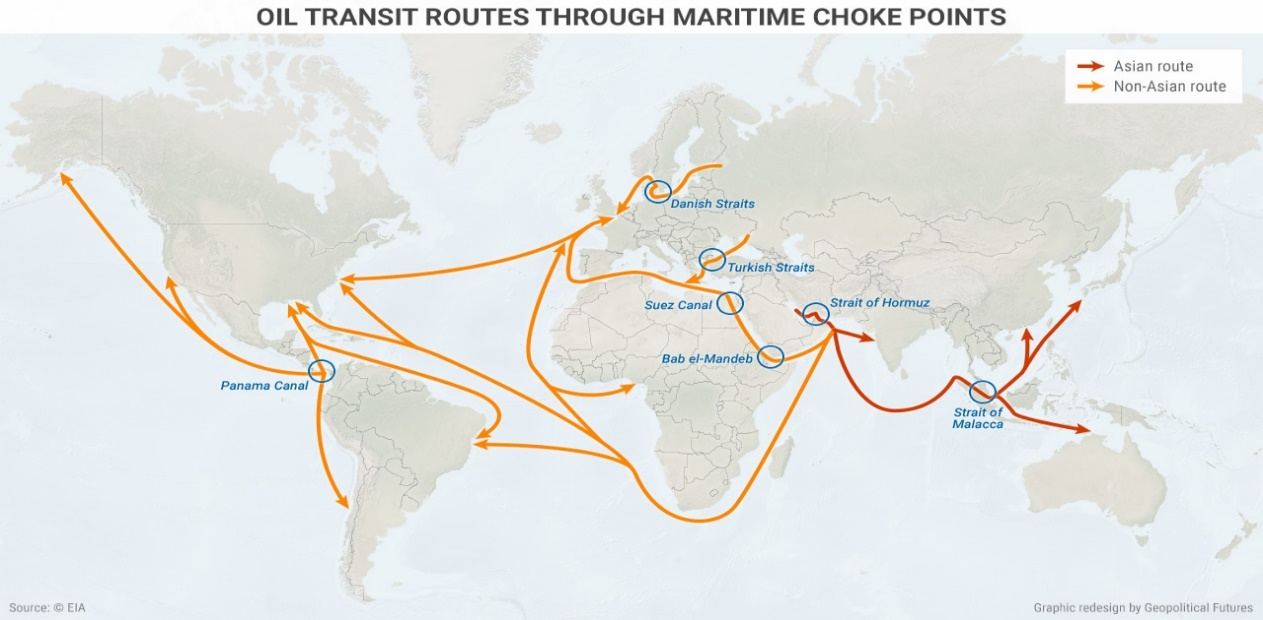 OIL TRANSIT ROUTES THROUGH MARITIME CHOKE POINTS
Asian route
Non-Asian route
Danish Straits
Turkish Straits
Suez Canal
Strait of Hormuz
Bab el-Mandeb
Panama Canal
Strait of
Malacca
Source: © EIA
Graphic redesign by Geopolitical Futures